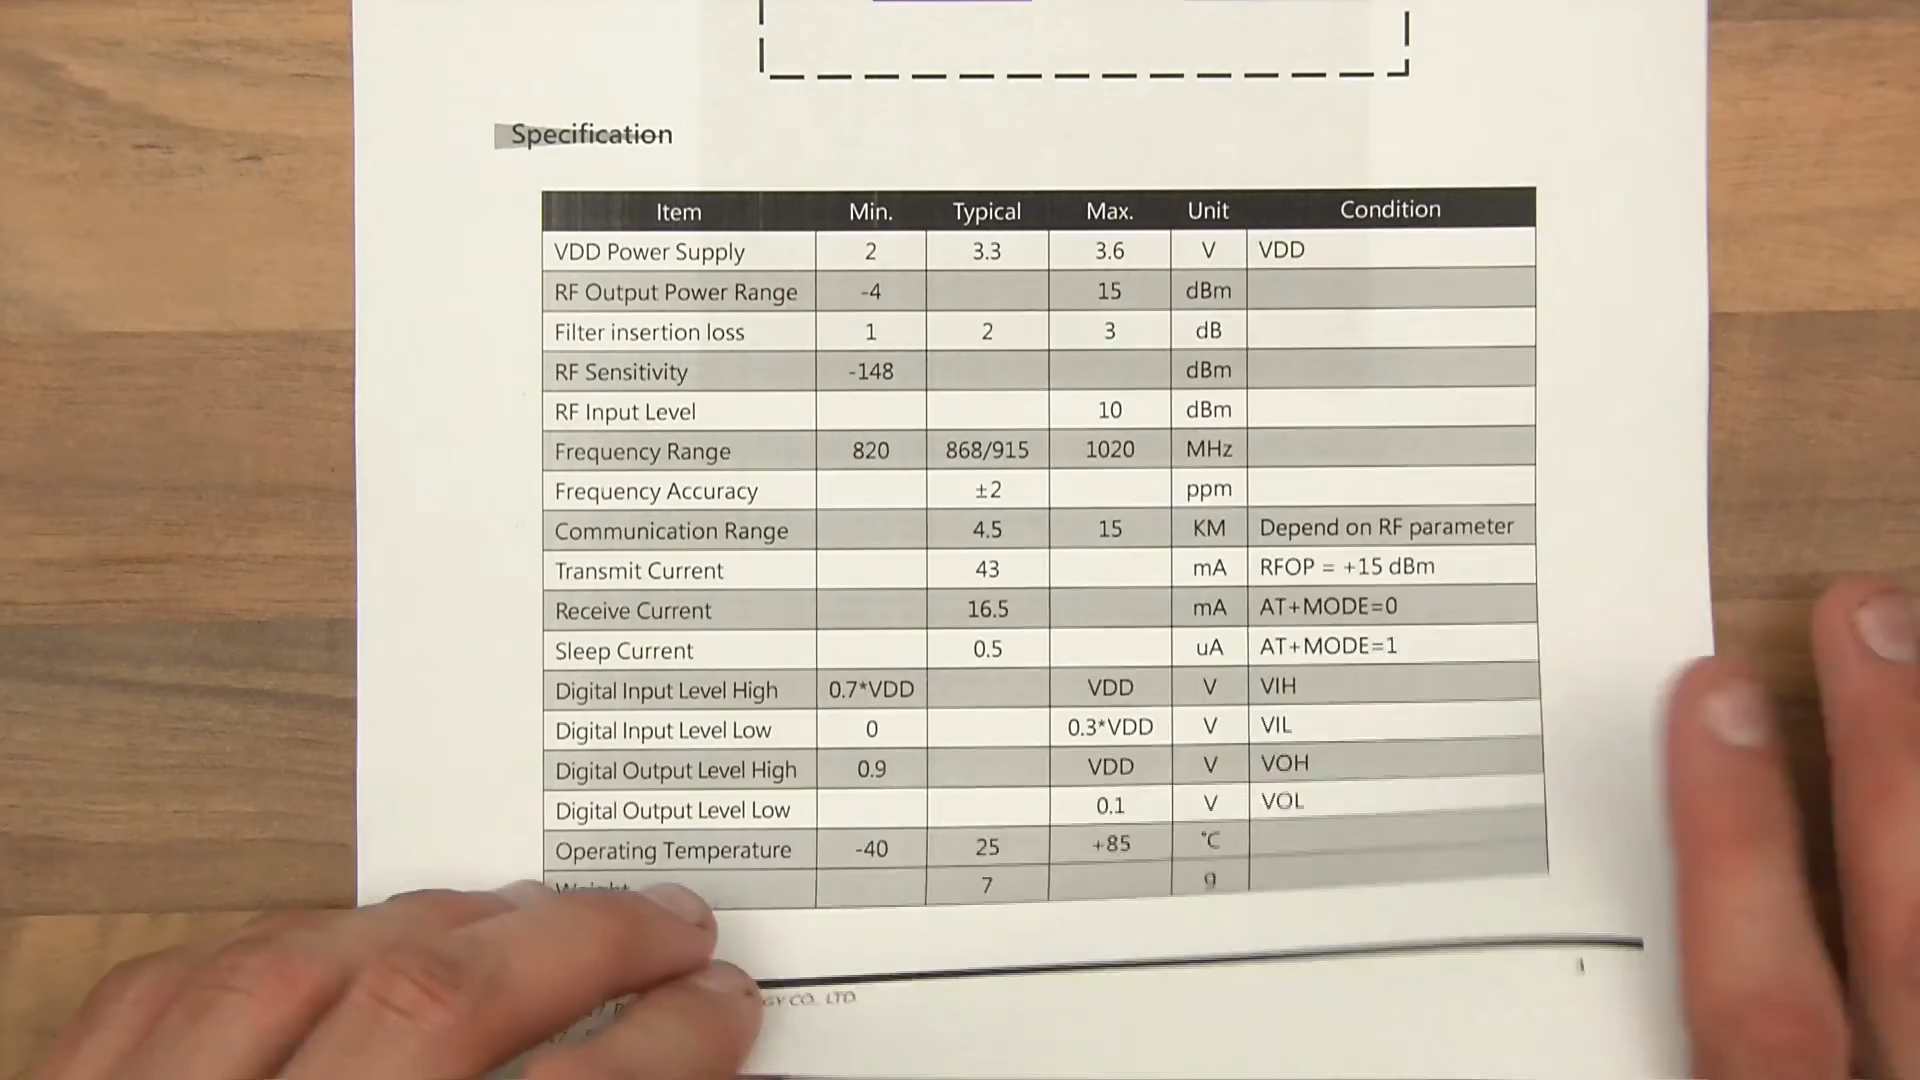 Specification
Item Min. Typical Max. Unit Condition
VDD Power Supply 2 3.3 3.6 V VDD
RF Output Power Range -4 15 dBm
Filter insertion loss 1 2 3 dB
RF Sensitivity -148 dBm
RF Input Level 10 dBm
Frequency Range 820 868/915 1020 MHz
Frequency Accuracy ±2 ppm
Communication Range 4.5 15 KM Depend on RF parameter
Transmit Current 43 mA RFOP = +15 dBm
Receive Current 16.5 mA AT+MODE=0
Sleep Current 0.5 uA AT+MODE=1
Digital Input Level High 0.7*VDD VDD V VIH
Digital Input Level Low 0 0.3*VDD V VIL
Digital Output Level High 0.9 VDD V VOH
Digital Output Level Low 0.1 V VOL
Operating Temperature -40 25 +85 °C
Weight 7 g
CO. LTD